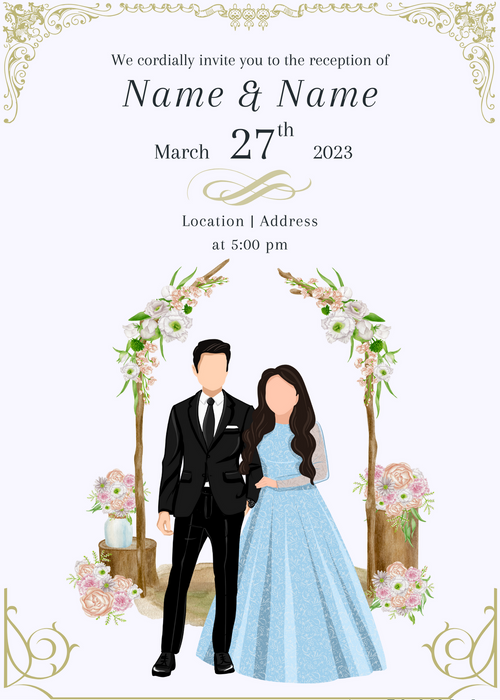 We cordially invite you to the reception of
Name & Name
March 27th 2023
Location | Address
at 5:00 pm